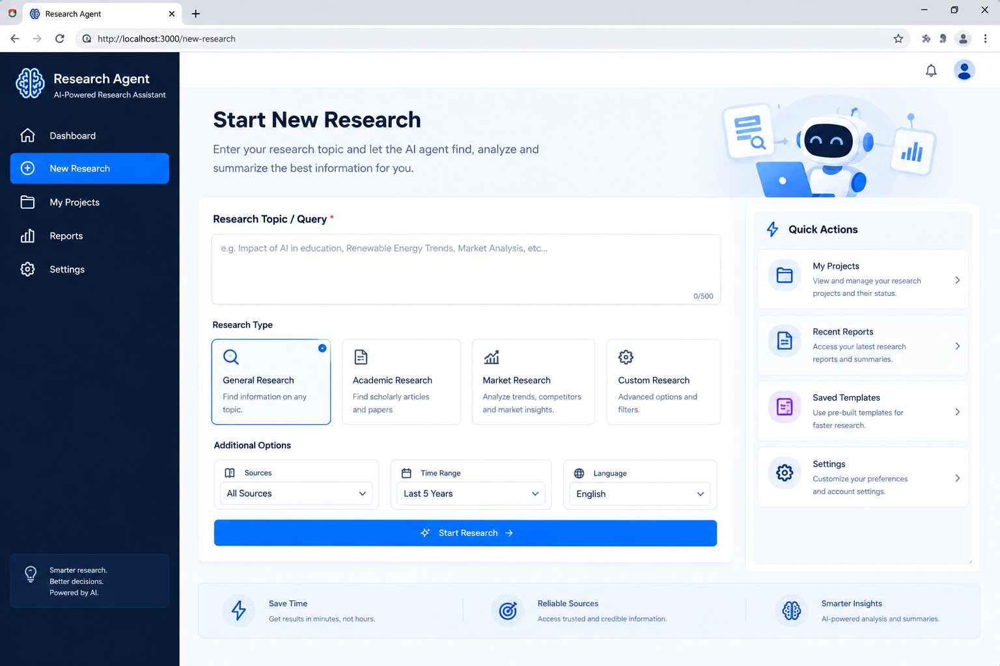 Research Agent
http://localhost:3000/new-research
Research Agent
AI-Powered Research Assistant
Dashboard
New Research
My Projects
Reports
Settings
Smarter research.
Better decisions.
Powered by AI.
Start New Research
Enter your research topic and let the AI agent find, analyze and
summarize the best information for you.
Research Topic / Query *
e.g. Impact of AI in education, Renewable Energy Trends, Market Analysis, etc...
0/500
Research Type
General Research
Find information on any
topic.
Academic Research
Find scholarly articles
and papers
Market Research
Analyze trends, competitors
and market insights.
Custom Research
Advanced options and
filters.
Additional Options
Sources
All Sources
Time Range
Last 5 Years
Language
English
Start Research
Quick Actions
My Projects
View and manage your research
projects and their status.
Recent Reports
Access your latest research
reports and summaries.
Saved Templates
Use pre-built templates for
faster research.
Settings
Customize your preferences
and account settings.
Save Time
Get results in minutes, not hours.
Reliable Sources
Access trusted and credible information.
Smarter Insights
AI-powered analysis and summaries.